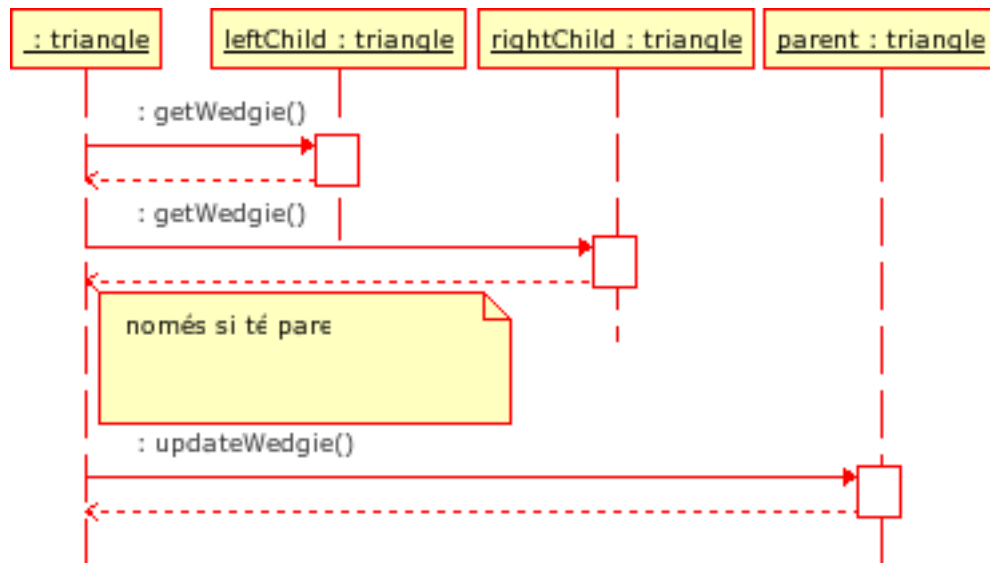 : triangle
leftChild : triangle
rightChild : triangle
parent : triangle
: getWedgie()
: getWedgie()
només si té pare
: updateWedgie()